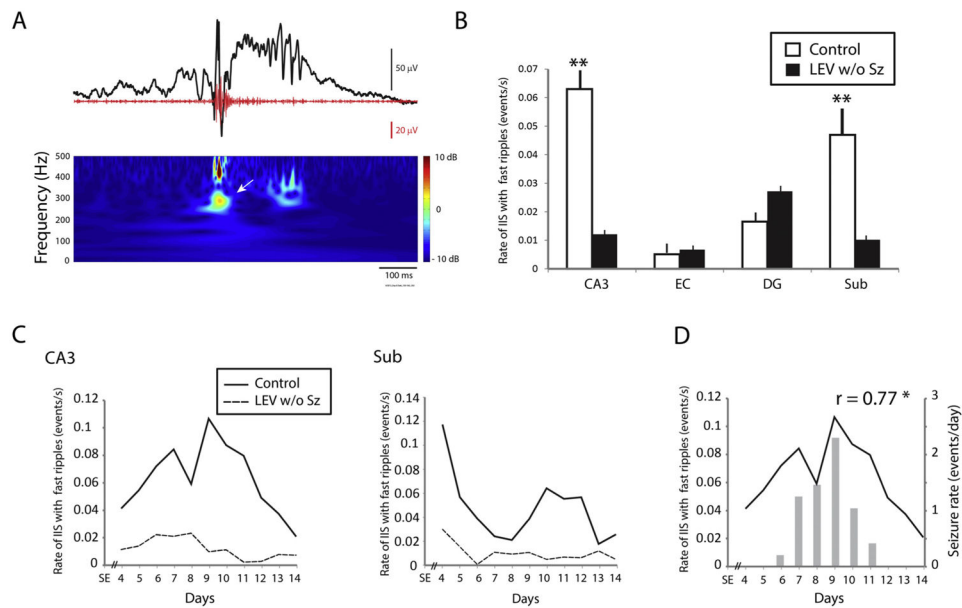 A
50 µV
20 µV
Frequency (Hz)
500
400
300
200
100
0
10 dB
0
- 10 dB
100 ms
B
Control
LEV w/o Sz
Rate of IIS with fast ripples (events/s)
0.07
0.06
0.05
0.04
0.03
0.02
0.01
0
**
**
CA3 EC DG Sub
C
CA3
Control
LEV w/o Sz
Rate of IIS with fast ripples (events/s)
0.12
0.1
0.08
0.06
0.04
0.02
0
SE 4 5 6 7 8 9 10 11 12 13 14
Days
Sub
Rate of IIS with fast ripples (events/s)
0.14
0.12
0.1
0.08
0.06
0.04
0.02
0
SE 4 5 6 7 8 9 10 11 12 13 14
Days
D
r = 0.77 *
Rate of IIS with fast ripples (events/s)
0.12
0.1
0.08
0.06
0.04
0.02
0
3
2
1
0
Seizure rate (events/day)
SE 4 5 6 7 8 9 10 11 12 13 14
Days